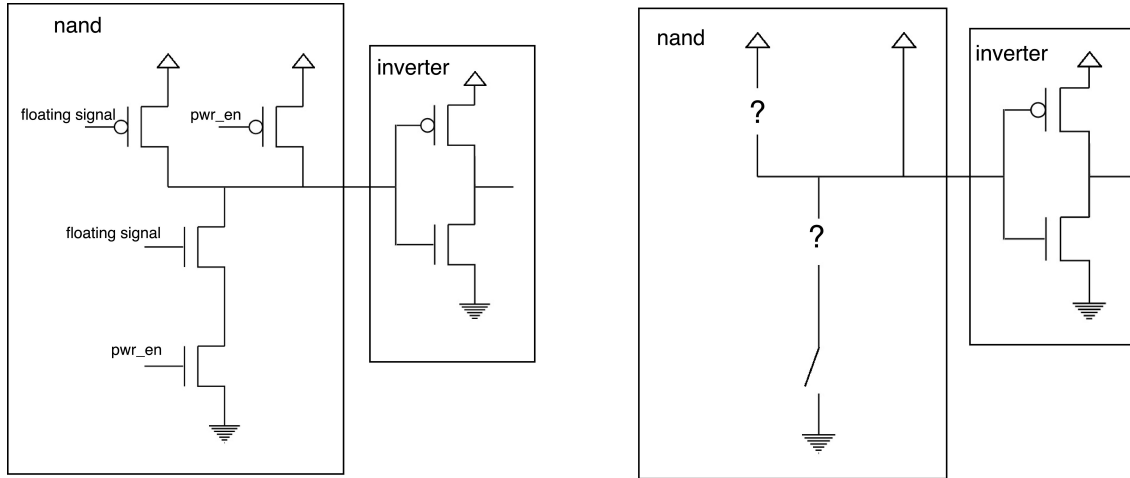 nand
inverter
floating signal
pwr_en
floating signal
pwr_en
nand
inverter
?
?